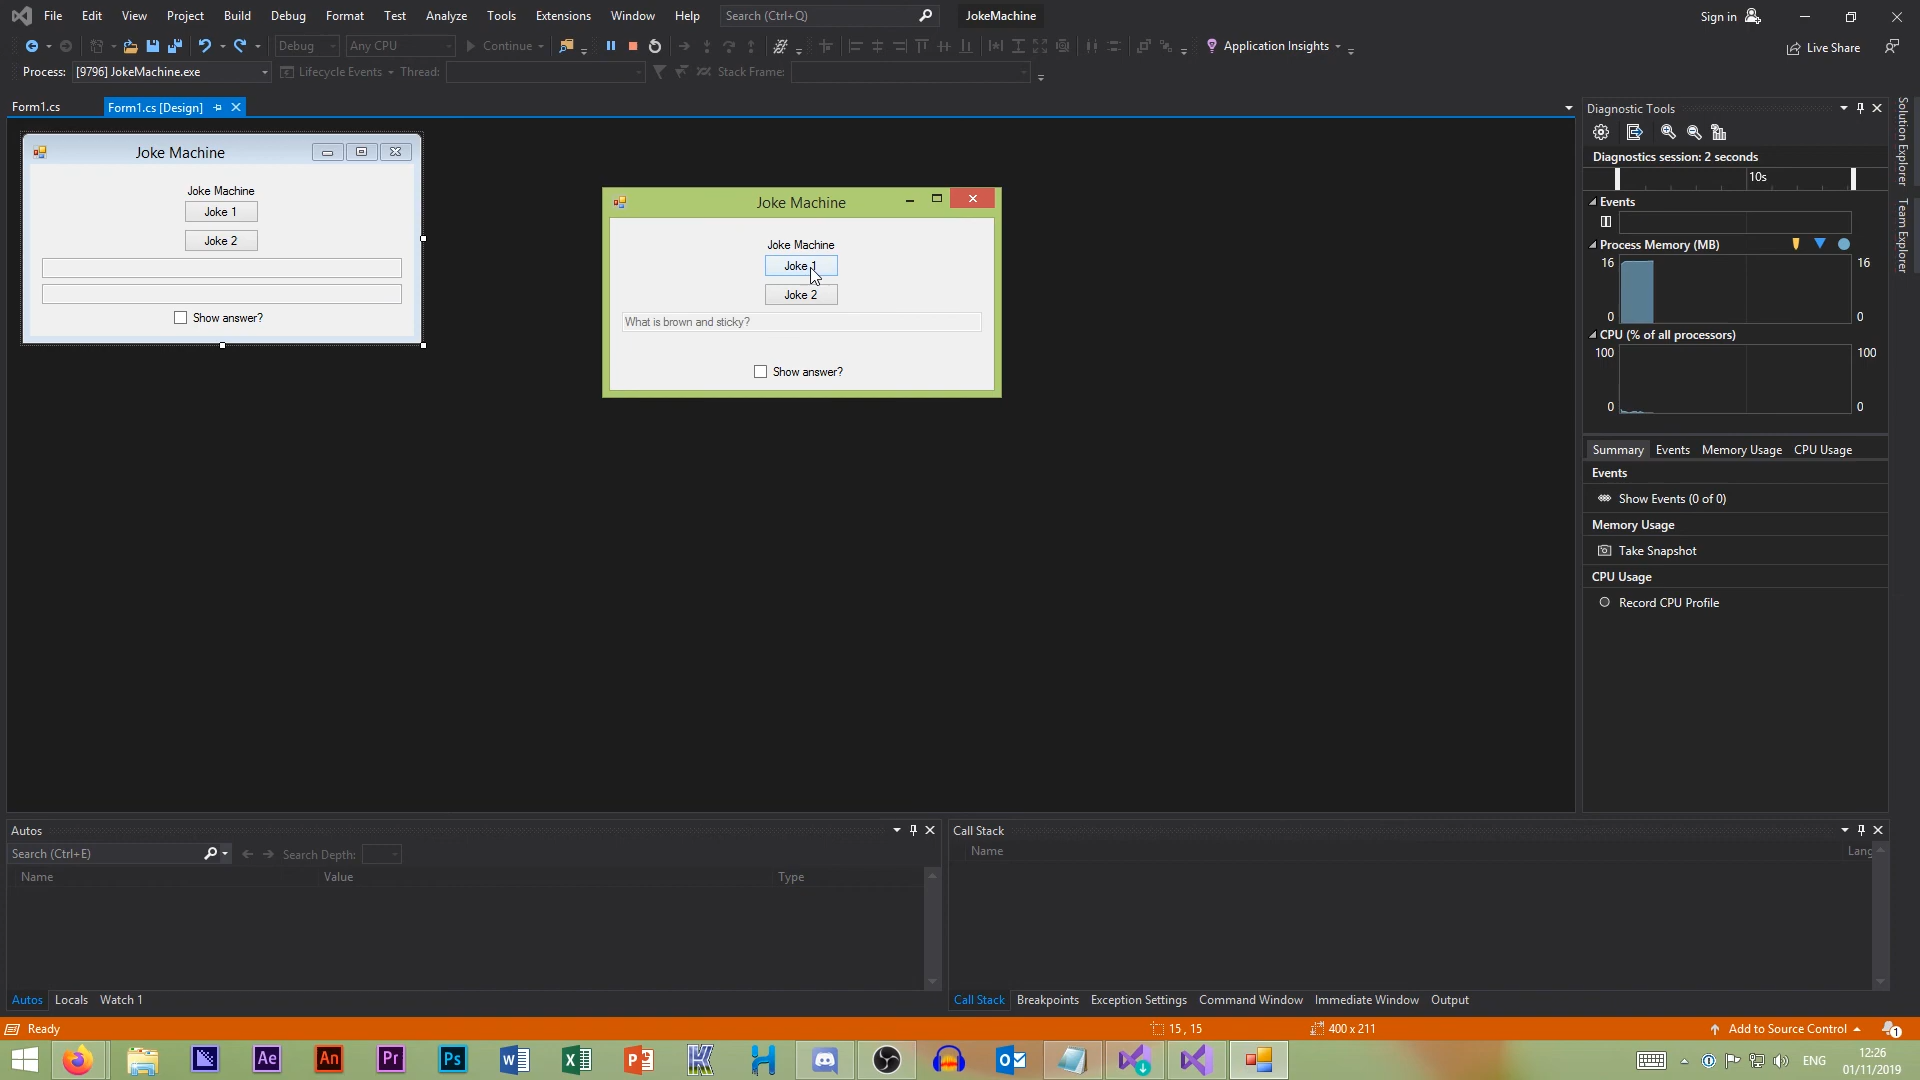 File Edit View Project Build Debug Format Test Analyze Tools Extensions Window Help Search (Ctrl+Q) JokeMachine Sign in
Debug Any CPU Continue Application Insights Live Share
Process: [9796] JokeMachine.exe Lifecycle Events Thread: Stack Frame:
Form1.cs Form1.cs [Design]
Joke Machine
Joke Machine
Joke 1
Joke 2
Show answer?
Joke Machine
Joke Machine
Joke 1
Joke 2
What is brown and sticky?
Show answer?
Diagnostic Tools
Diagnostics session: 2 seconds
10s
Events
Process Memory (MB)
16 16
0 0
CPU (% of all processors)
100 100
0 0
Summary Events Memory Usage CPU Usage
Events
Show Events (0 of 0)
Memory Usage
Take Snapshot
CPU Usage
Record CPU Profile
Solution Explorer
Team Explorer
Autos
Search (Ctrl+E) Search Depth:
Name Value Type
Autos Locals Watch 1
Call Stack
Name Lang
Call Stack Breakpoints Exception Settings Command Window Immediate Window Output
Ready 15 , 15 400 x 211 Add to Source Control 1
Ae An Pr Ps ENG
12:26
01/11/2019